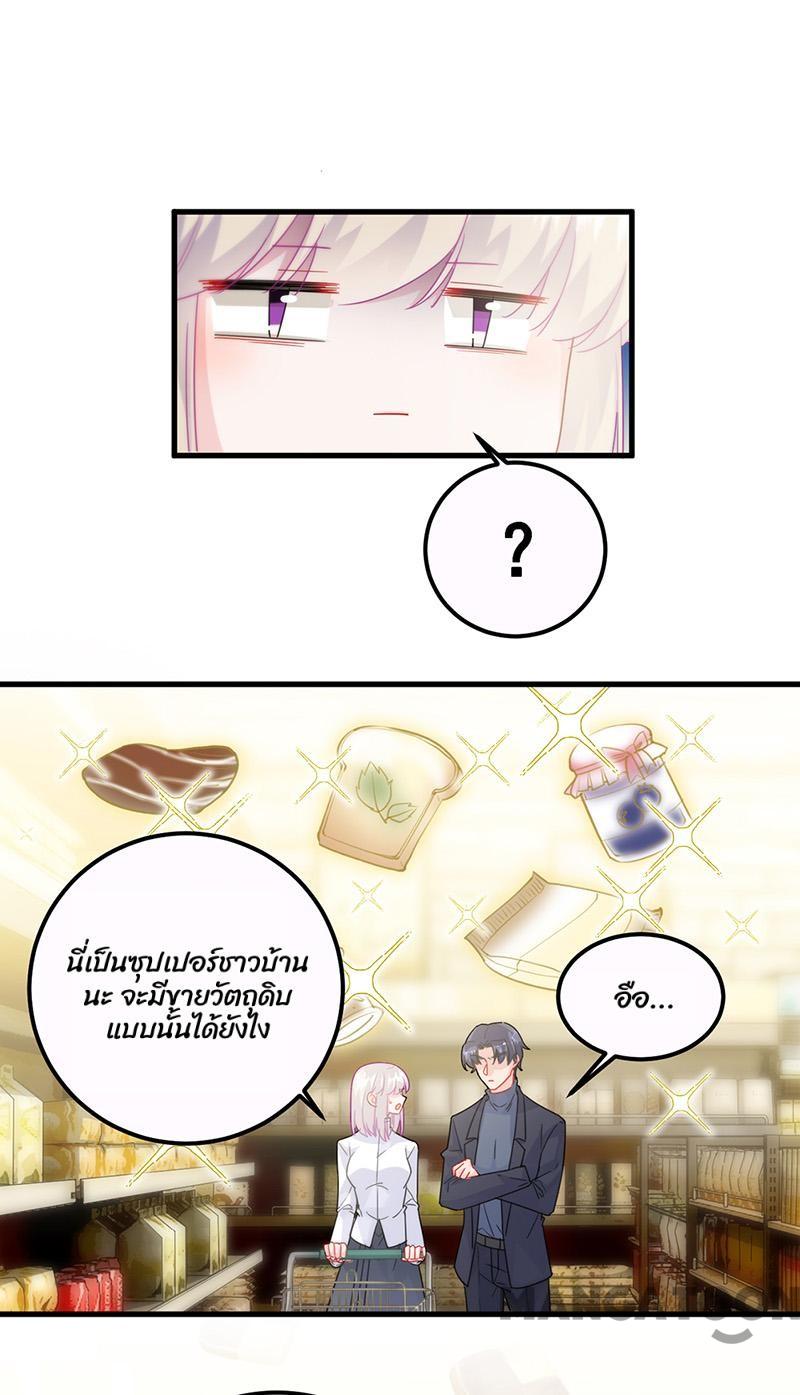 ?
นี่เป็นซุปเปอร์ชาวบ้าน
นะ จะมีขายวัตถุดิบ
แบบนั้นได้ยังไง
อือ...
MANGATOON